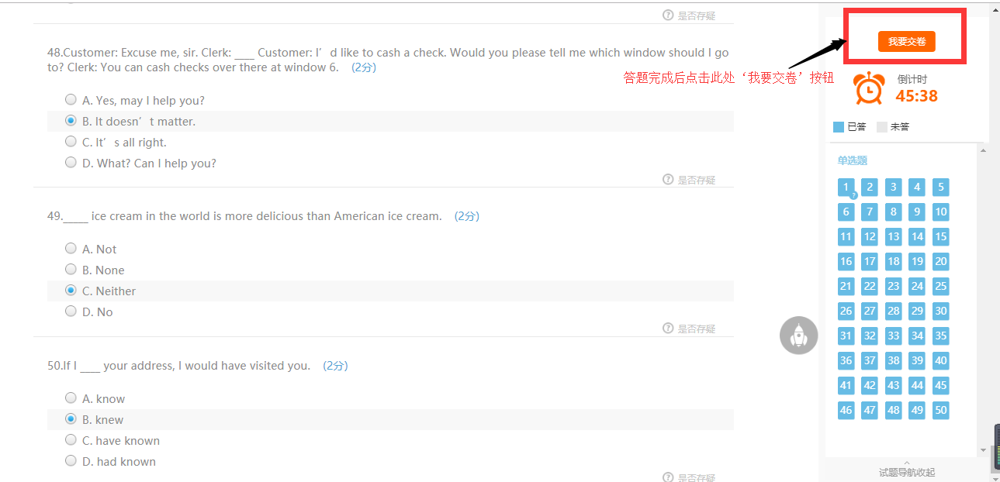 是否存疑
48.Customer: Excuse me, sir. Clerk: ___ Customer: I’d like to cash a check. Would you please tell me which window should I go
to? Clerk: You can cash checks over there at window 6. (2分)
A. Yes, may I help you?
B. It doesn’t matter.
C. It’s all right.
D. What? Can I help you?
是否存疑
49._____ ice cream in the world is more delicious than American ice cream. (2分)
A. Not
B. None
C. Neither
D. No
是否存疑
50.If I ___ your address, I would have visited you. (2分)
A. know
B. knew
C. have known
D. had known
是否存疑
我要交卷
答题完成后点击此处‘我要交卷’按钮
倒计时
45:38
已答 未答
单选题
1 2 3 4 5
6 7 8 9 10
11 12 13 14 15
16 17 18 19 20
21 22 23 24 25
26 27 28 29 30
31 32 33 34 35
36 37 38 39 40
41 42 43 44 45
46 47 48 49 50
试题导航收起